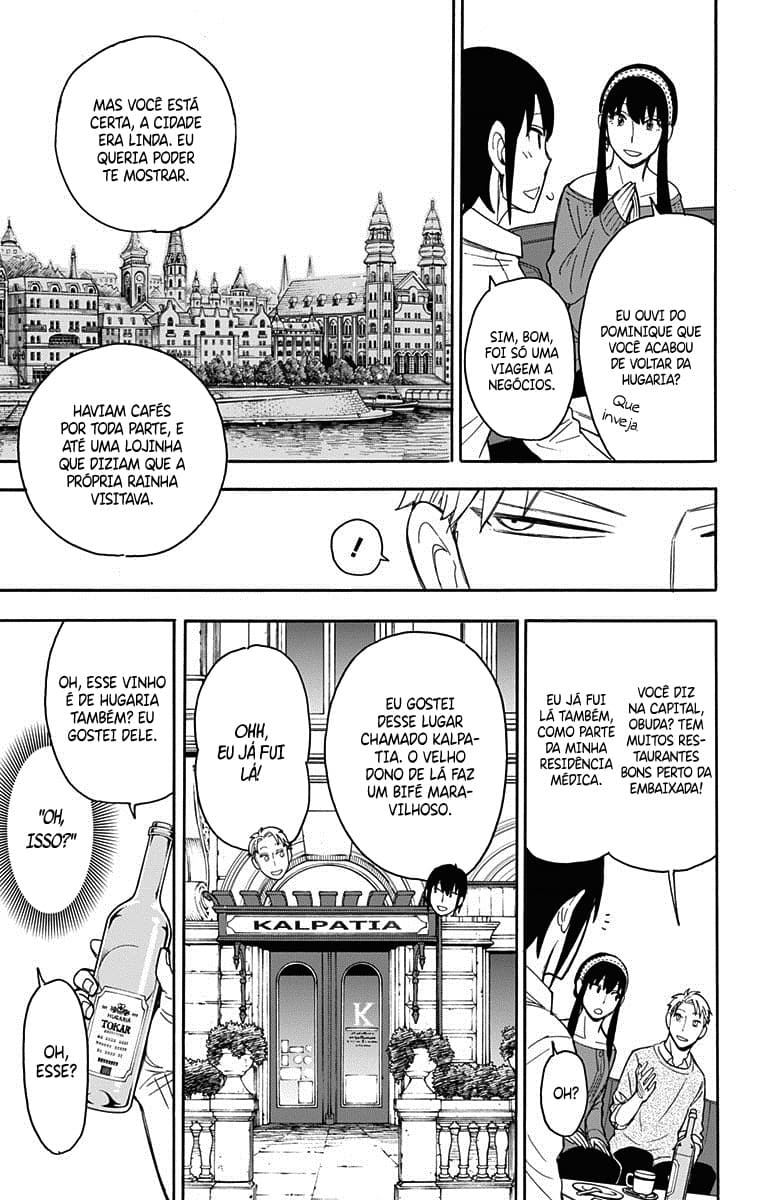 EU OUVI DO
DOMINIQUE QUE
VOCÊ ACABOU
DE VOLTAR DA
HUGARIA?
Que
inveja
SIM, BOM,
FOI SÓ UMA
VIAGEM A
NEGÓCIOS.
MAS VOCÊ ESTÁ
CERTA, A CIDADE
ERA LINDA. EU
QUERIA PODER
TE MOSTRAR.
HAVIAM CAFÉS
POR TODA PARTE, E
ATÉ UMA LOJINHA
QUE DIZIAM QUE A
PRÓPRIA RAINHA
VISITAVA.
!
VOCÊ DIZ
NA CAPITAL,
OBUDA? TEM
MUITOS RES-
TAURANTES
BONS PERTO DA
EMBAIXADA!
EU JÁ FUI
LÁ TAMBÉM,
COMO PARTE
DA MINHA
RESIDÊNCIA
MÉDICA.
OH?
EU GOSTEI
DESSE LUGAR
CHAMADO KALPA-
TIA. O VELHO
DONO DE LÁ FAZ
UM BIFÉ MARA-
VILHOSO.
OHH,
EU JÁ FUI
LÁ!
KALPATIA
K
OH, ESSE VINHO
É DE HUGARIA
TAMBÉM? EU
GOSTEI DELE.
"OH,
ISSO?"
HUGARIA
TOKAR
OH,
ESSE?